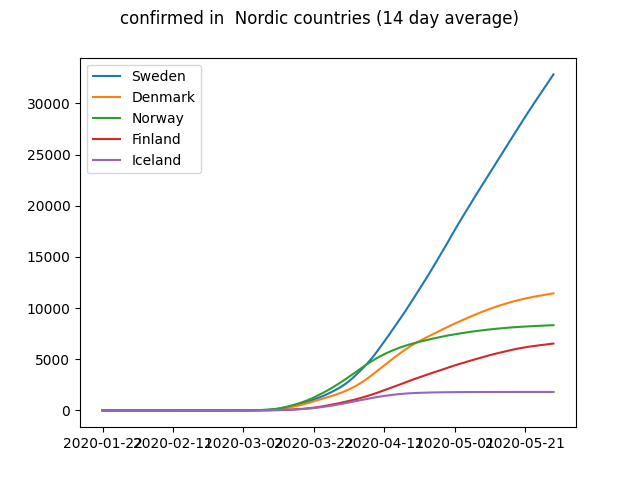 confirmed in  Nordic countries (14 day average)
Sweden
Denmark
Norway
Finland
Iceland
30000
25000
20000
15000
10000
5000
0
2020-01-22 2020-02-11 2020-03-02 2020-03-22 2020-04-11 2020-05-01 2020-05-21